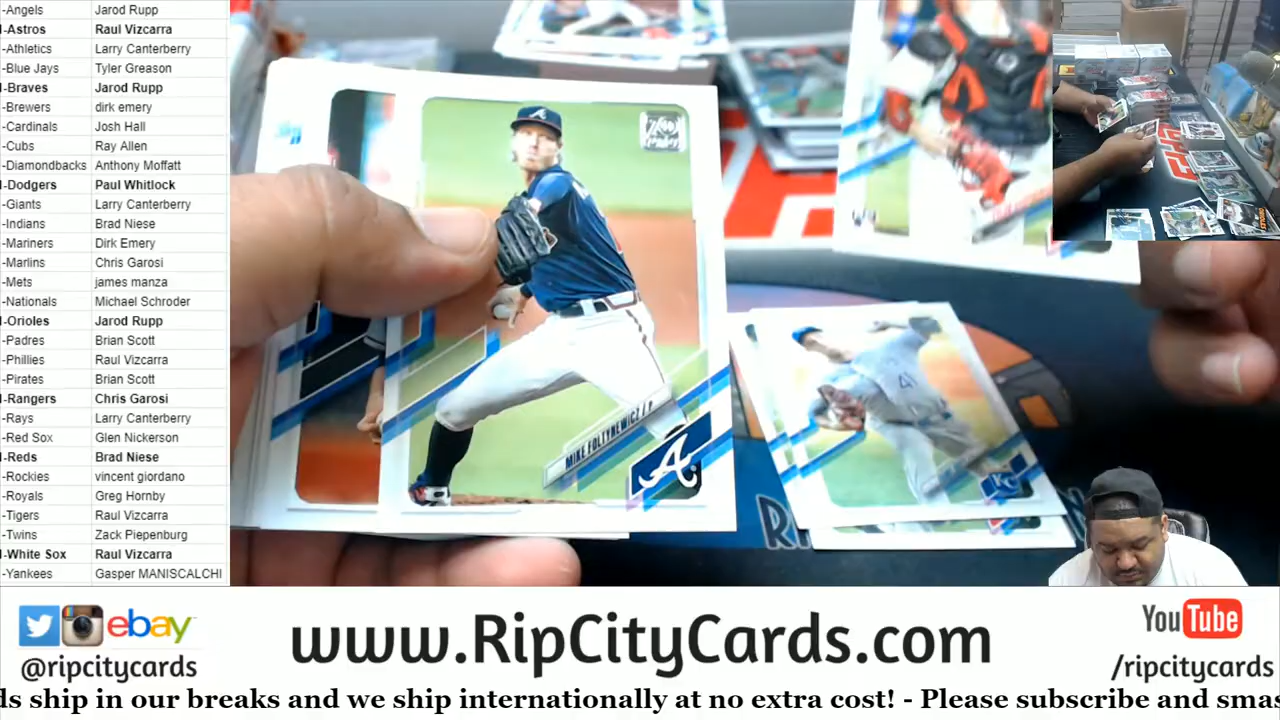 -Angels Jarod Rupp
-Astros Raul Vizcarra
-Athletics Larry Canterberry
-Blue Jays Tyler Greason
-Braves Jarod Rupp
-Brewers dirk emery
-Cardinals Josh Hall
-Cubs Ray Allen
-Diamondbacks Anthony Moffatt
-Dodgers Paul Whitlock
-Giants Larry Canterberry
-Indians Brad Niese
-Mariners Dirk Emery
-Marlins Chris Garosi
-Mets james manza
-Nationals Michael Schroder
-Orioles Jarod Rupp
-Padres Brian Scott
-Phillies Raul Vizcarra
-Pirates Brian Scott
-Rangers Chris Garosi
-Rays Larry Canterberry
-Red Sox Glen Nickerson
-Reds Brad Niese
-Rockies vincent giordano
-Royals Greg Hornby
-Tigers Raul Vizcarra
-Twins Zack Piepenburg
-White Sox Raul Vizcarra
-Yankees Gasper MANISCALCHI
A
70
MIKE FOLTYNEWICZ / P
A
41
KC
R
ebay
@ripcitycards
www.RipCityCards.com
YouTube
/ripcitycards
ds ship in our breaks and we ship internationally at no extra cost! - Please subscribe and smas